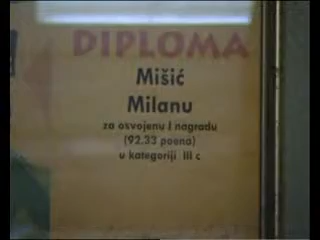 DIPLOMA
Mišić
Milanu
za osvojenu I nagradu
(92.33 poena)
u kategoriji III c